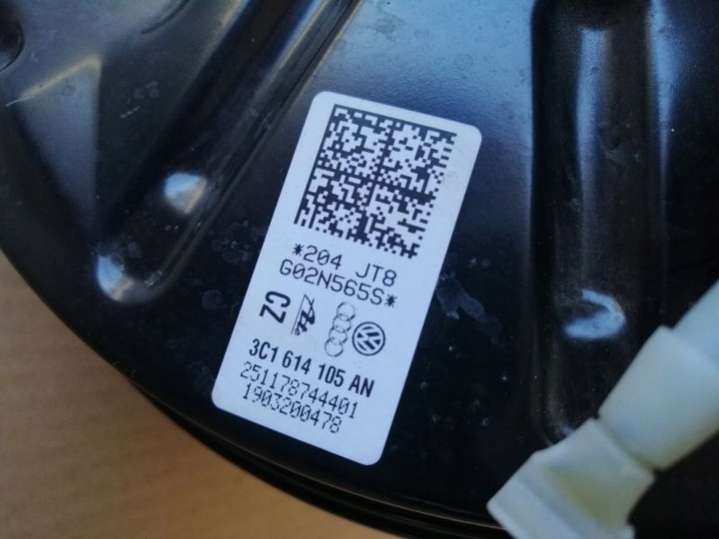 *204 JT8
G02N565S*
CZ
3C1 614 105 AN
251178744401
1903200478